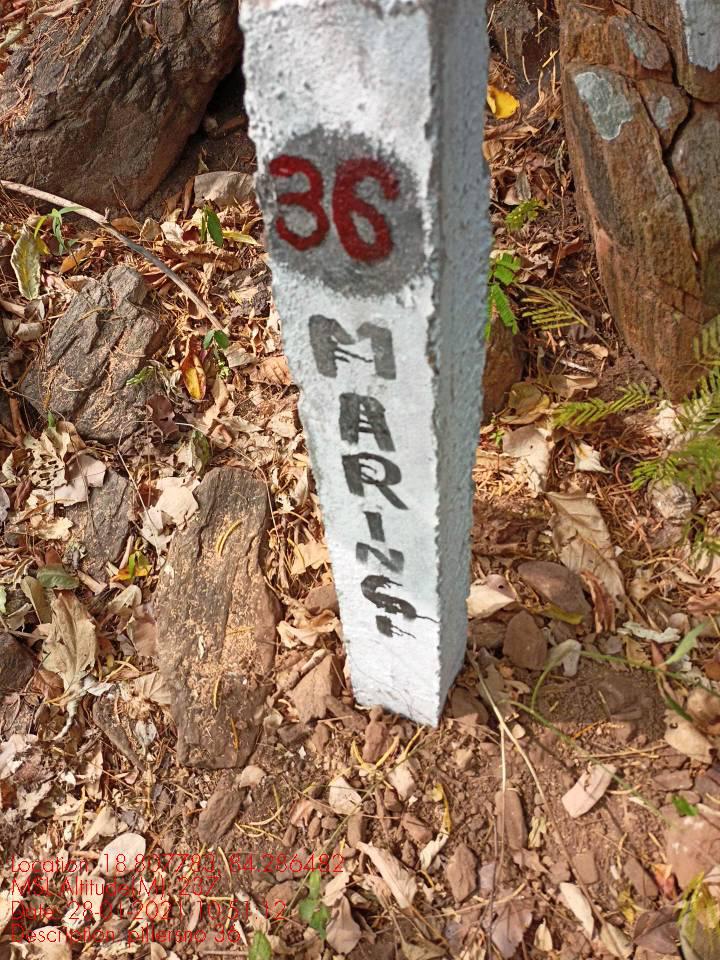 36
MARINS
Location: 18.807783, 84.286482
MSL Altitude(M): 237
Date: 28-01-2021 10:51:12
Description: pillersno 36